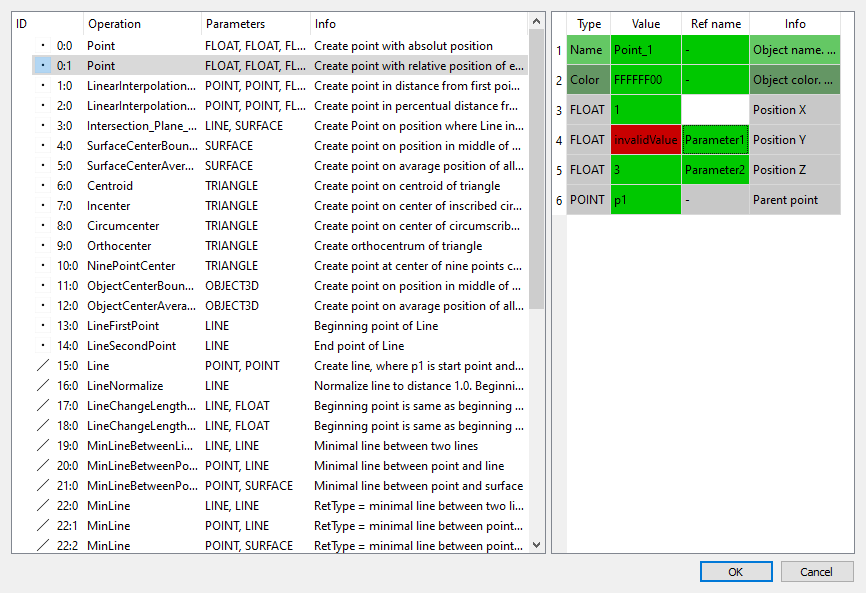 ID Operation Parameters Info
0:0 Point FLOAT, FLOAT, FL... Create point with absolut position
0:1 Point FLOAT, FLOAT, FL... Create point with relative position of e...
1:0 LinearInterpolation... POINT, POINT, FL... Create point in distance from first poi...
2:0 LinearInterpolation... POINT, POINT, FL... Create point in percentual distance fr...
3:0 Intersection_Plane_... LINE, SURFACE Create Point on position where Line in...
4:0 SurfaceCenterBoun... SURFACE Create point on position in middle of ...
5:0 SurfaceCenterAver... SURFACE Create point on avarage position of all...
6:0 Centroid TRIANGLE Create point on centroid of triangle
7:0 Incenter TRIANGLE Create point on center of inscribed cir...
8:0 Circumcenter TRIANGLE Create point on center of circumscrib...
9:0 Orthocenter TRIANGLE Create orthocentrum of triangle
10:0 NinePointCenter TRIANGLE Create point at center of nine points c...
11:0 ObjectCenterBoun... OBJECT3D Create point on position in middle of ...
12:0 ObjectCenterAvera... OBJECT3D Create point on avarage position of all...
13:0 LineFirstPoint LINE Beginning point of Line
14:0 LineSecondPoint LINE End point of Line
15:0 Line POINT, POINT Create line, where p1 is start point and...
16:0 LineNormalize LINE Normalize line to distance 1.0. Beginni...
17:0 LineChangeLength... LINE, FLOAT Beginning point is same as beginning ...
18:0 LineChangeLength... LINE, FLOAT Beginning point is same as beginning ...
19:0 MinLineBetweenLi... LINE, LINE Minimal line between two lines
20:0 MinLineBetweenPo... POINT, LINE Minimal line between point and line
21:0 MinLineBetweenPo... POINT, SURFACE Minimal line between point and surface
22:0 MinLine LINE, LINE RetType = minimal line between two li...
22:1 MinLine POINT, LINE RetType = minimal line between point...
22:2 MinLine POINT, SURFACE RetType = minimal line between point...
Type Value Ref name Info
1 Name Point_1 - Object name. ...
2 Color FFFFFF00 - Object color. ...
3 FLOAT 1 Position X
4 FLOAT invalidValue Parameter1 Position Y
5 FLOAT 3 Parameter2 Position Z
6 POINT p1 - Parent point
OK Cancel